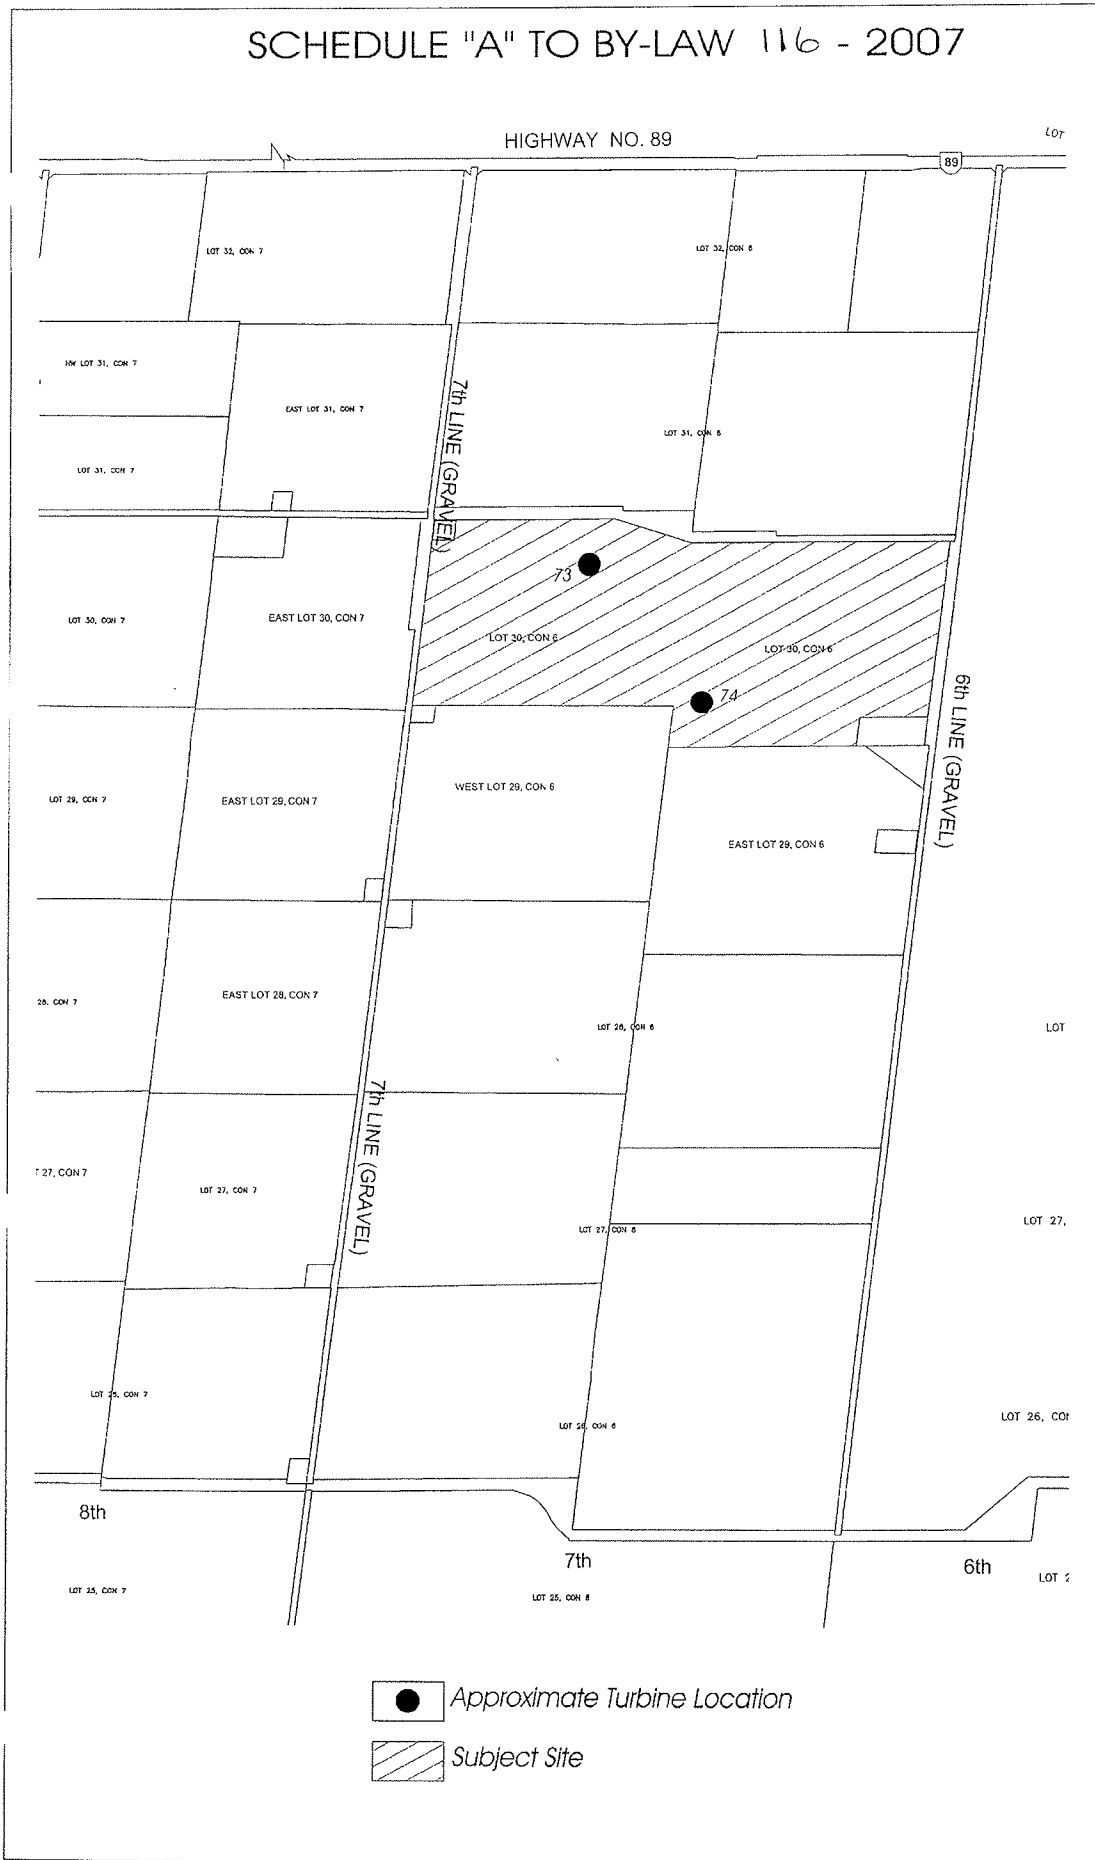 SCHEDULE "A" TO BY-LAW 116 - 2007
HIGHWAY NO. 89
LOT
89
LOT 32, CON 7
LOT 32, CON 6
NW LOT 31, CON 7
EAST LOT 31, CON 7
7th LINE (GRAVEL)
LOT 31, CON 6
LOT 31, CON 7
73
LOT 30, CON 7
EAST LOT 30, CON 7
LOT 30, CON 6
LOT 30, CON 6
74
6th LINE (GRAVEL)
LOT 29, CON 7
EAST LOT 29, CON 7
WEST LOT 29, CON 6
EAST LOT 29, CON 6
28, CON 7
EAST LOT 28, CON 7
LOT 28, CON 6
LOT
7th LINE (GRAVEL)
27, CON 7
LOT 27, CON 7
LOT 27, CON 6
LOT 27,
LOT 26, CON 7
LOT 26, CON 6
LOT 26, CON
8th
7th
6th
LOT 25, CON 7
LOT 25, CON 6
LOT 2
Approximate Turbine Location
Subject Site